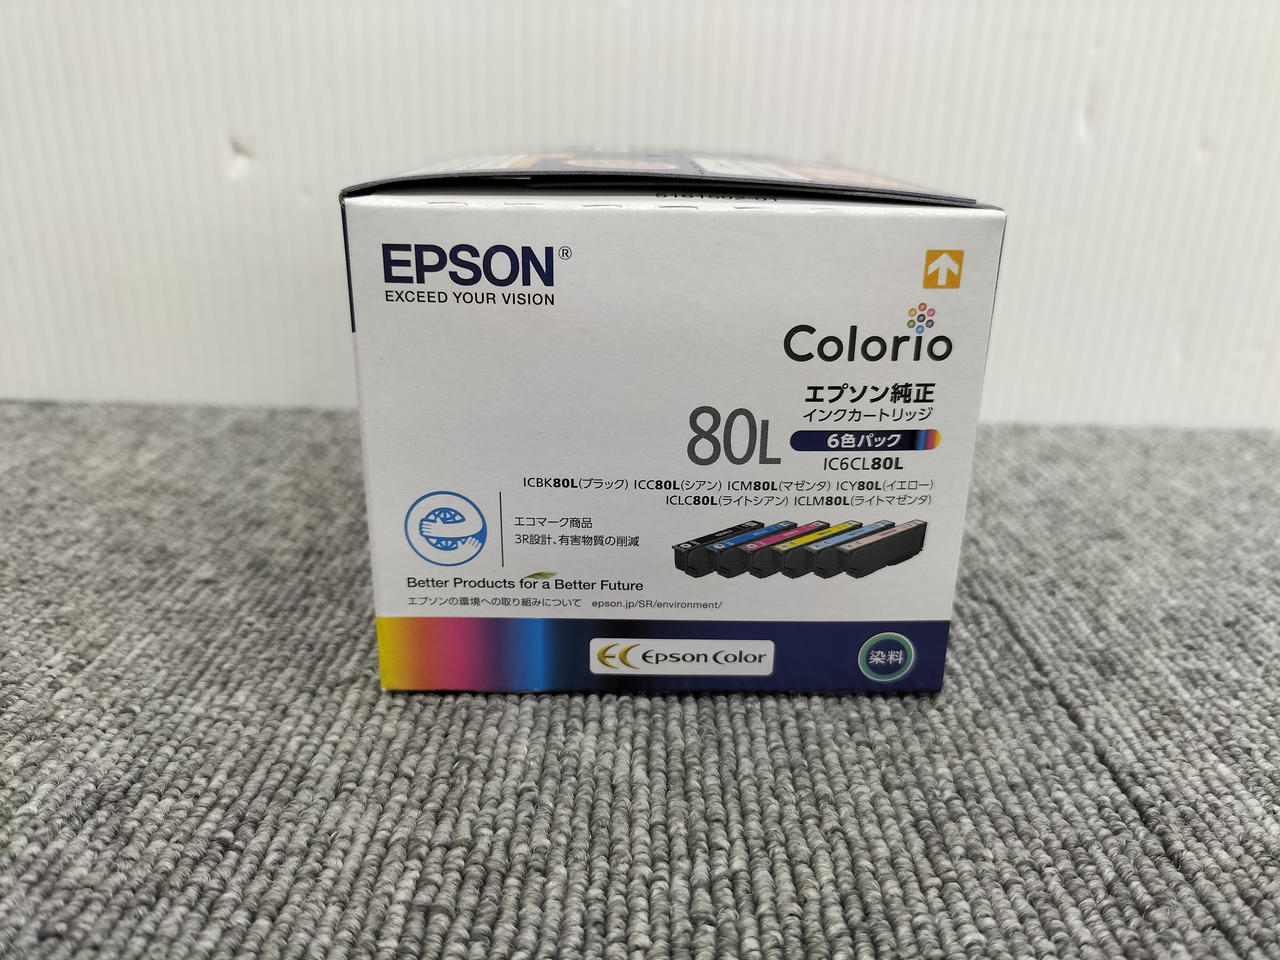 EPSON®
EXCEED YOUR VISION
Colorio
エプソン純正
インクカートリッジ
80L
6色パック
IC6CL80L
ICBK80L(ブラック) ICC80L(シアン) ICM80L(マゼンタ) ICY80L(イエロー)
ICLC80L(ライトシアン) ICLM80L(ライトマゼンタ)
エコマーク商品
3R設計、有害物質の削減
Better Products for a Better Future
エプソンの環境への取り組みについて epson.jp/SR/environment/
EC Epson Color
染料